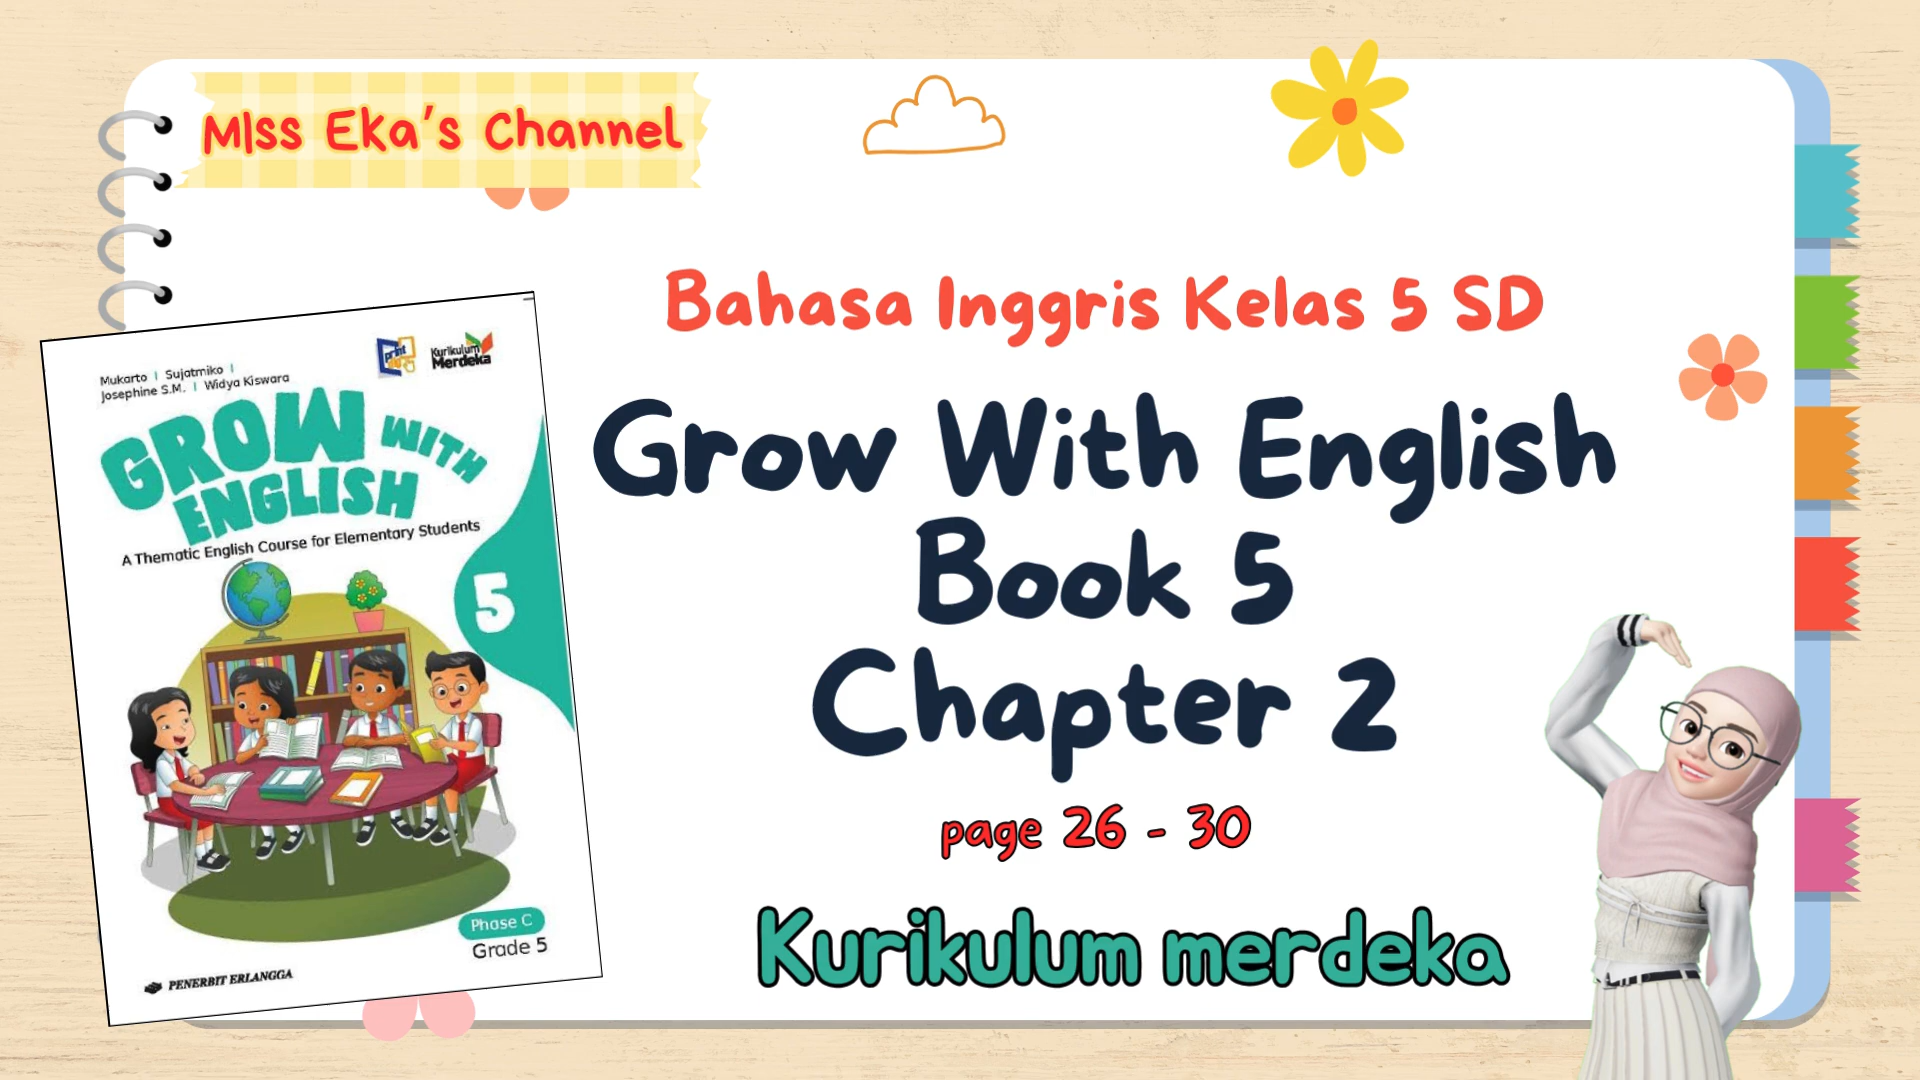 MIss Eka's Channel
Bahasa Inggris Kelas 5 SD
Grow With English
Book 5
Chapter 2
page 26 - 30
Kurikulum merdeka
print
Kurikulum
Merdeka
Mukarto | Sujatmiko |
Josephine S.M. | Widya Kiswara
GROW WITH
ENGLISH
A Thematic English Course for Elementary Students
5
Phase C
Grade 5
PENERBIT ERLANGGA